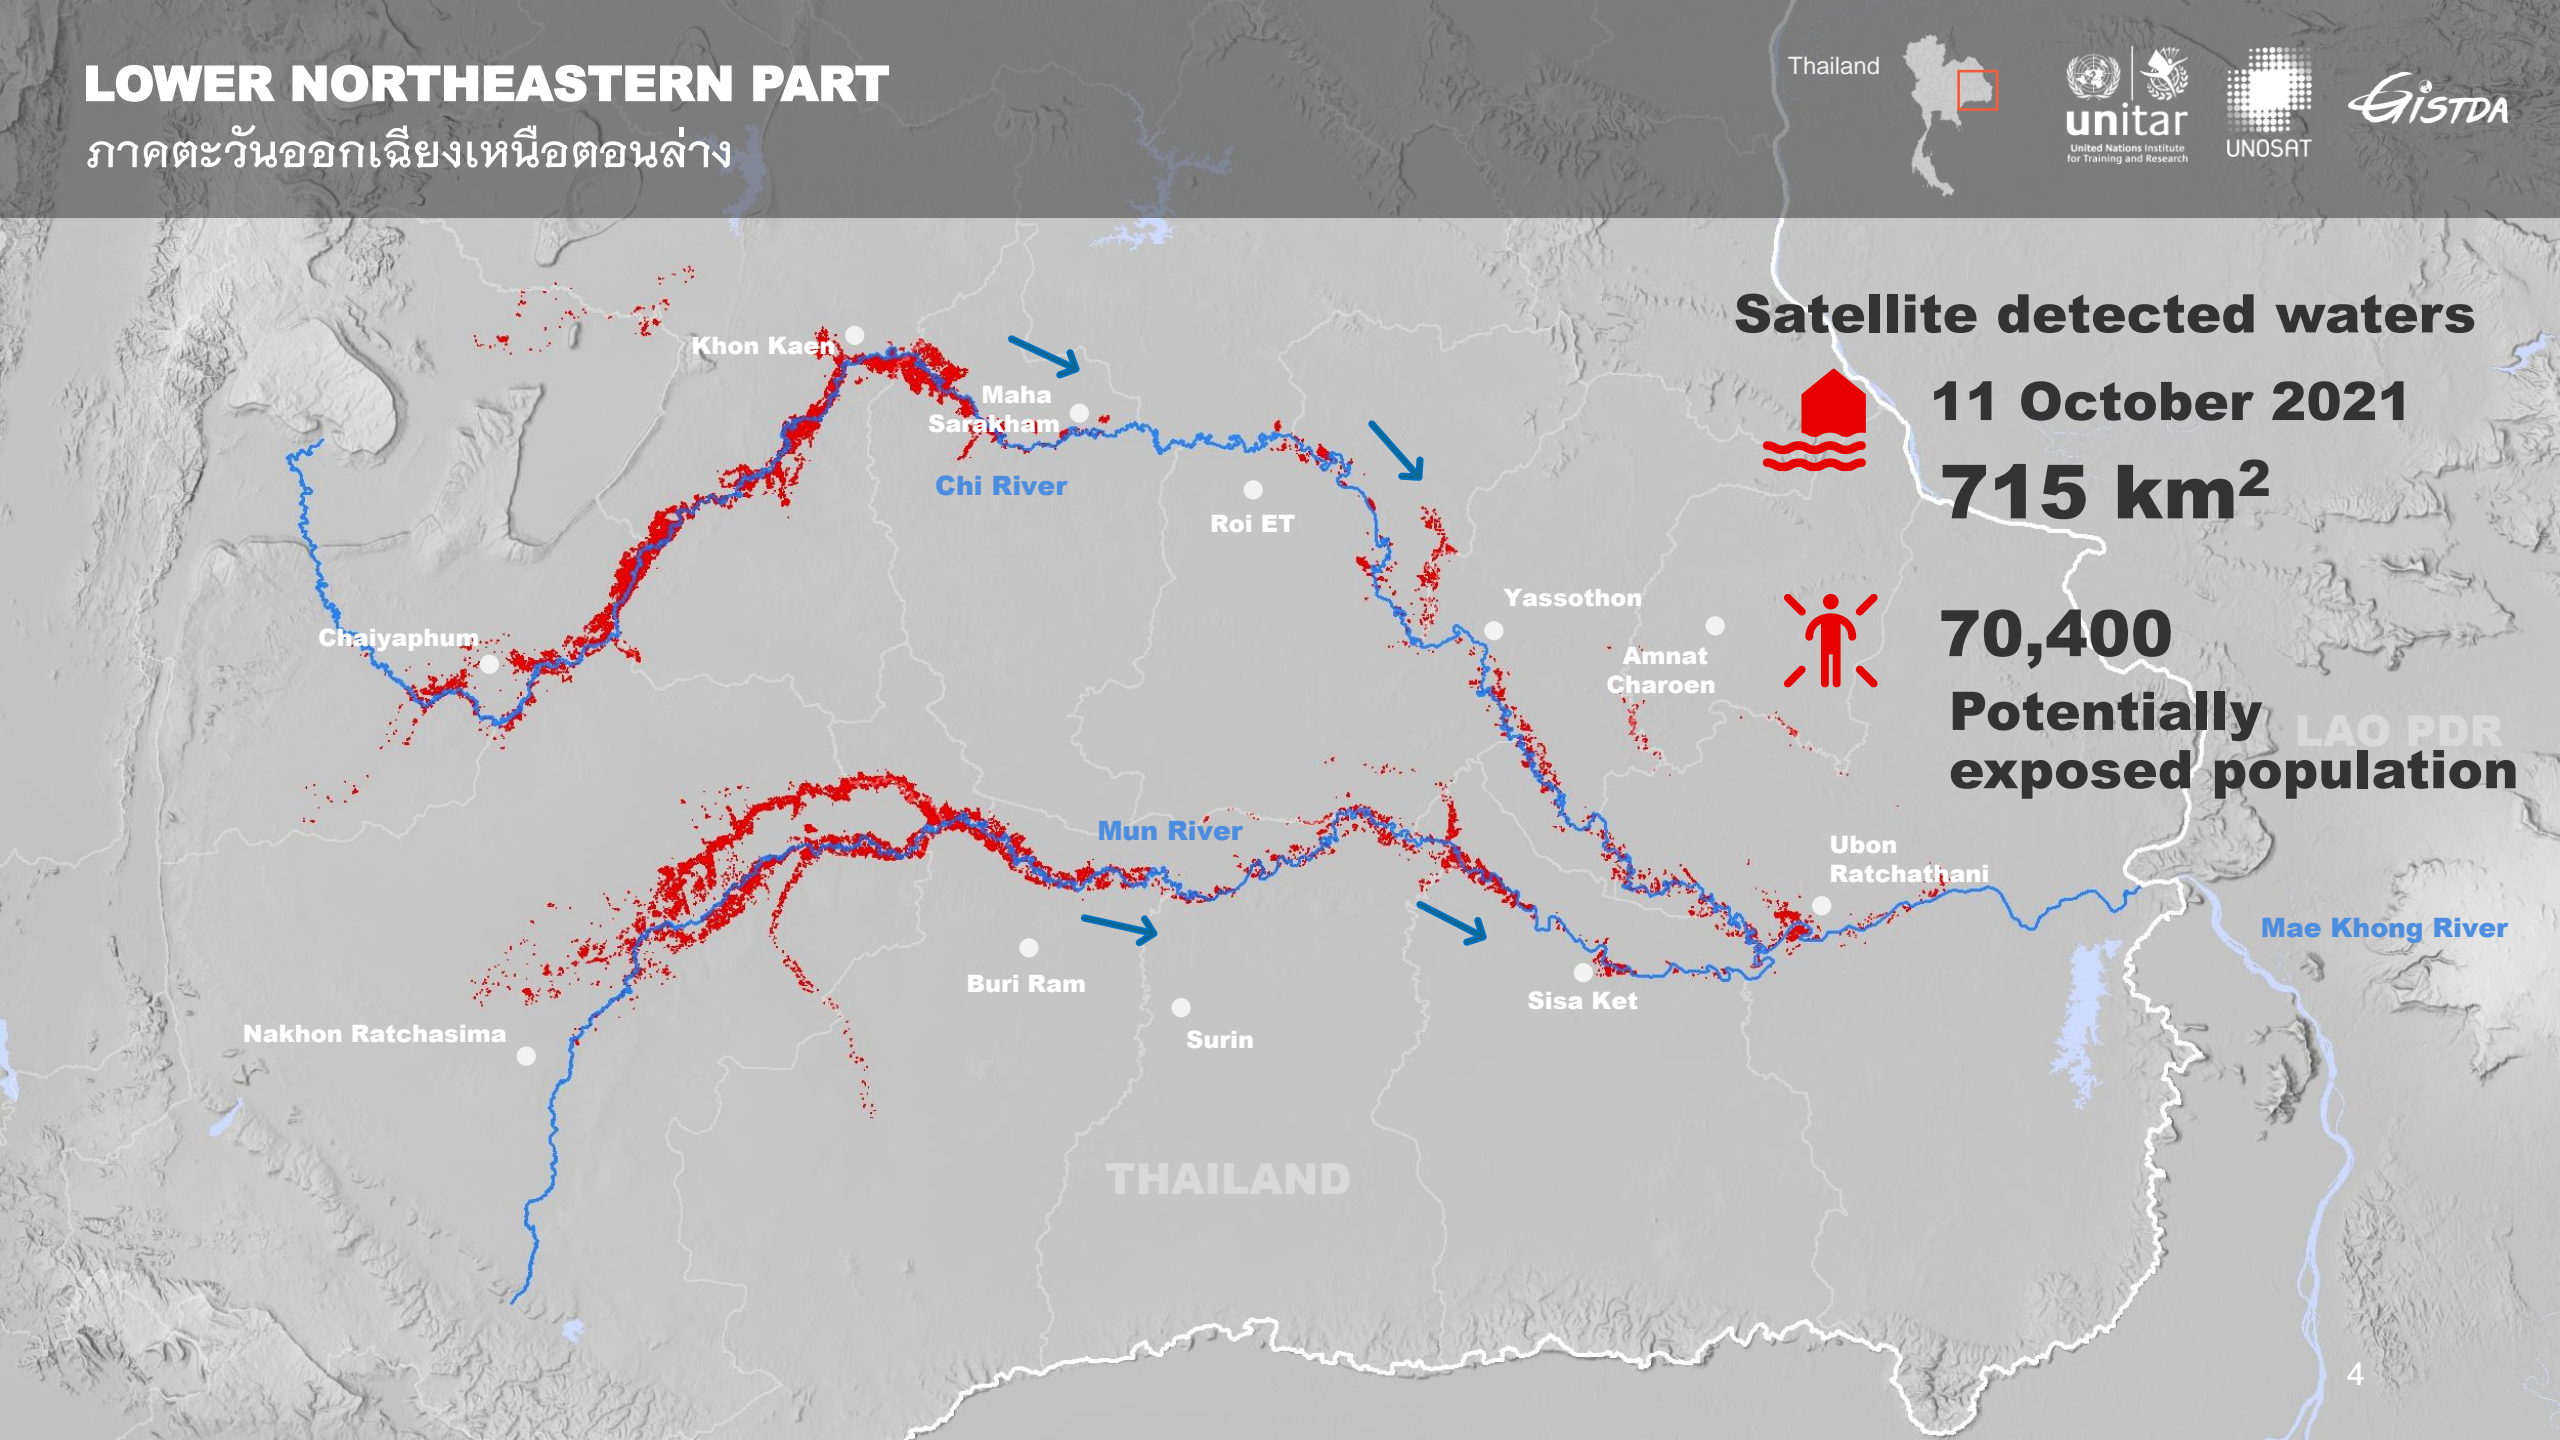 LOWER NORTHEASTERN PART
ภาคตะวันออกเฉียงเหนือตอนล่าง
Thailand
unitar
United Nations Institute
for Training and Research
UNOSAT
GISTDA
Satellite detected waters
11 October 2021
715 km²
70,400
Potentially
exposed population
Khon Kaen
Maha
Sarakham
Chi River
Roi ET
Yassothon
Chaiyaphum
Amnat
Charoen
LAO PDR
Mun River
Ubon
Ratchathani
Mae Khong River
Buri Ram
Sisa Ket
Nakhon Ratchasima
Surin
THAILAND
4